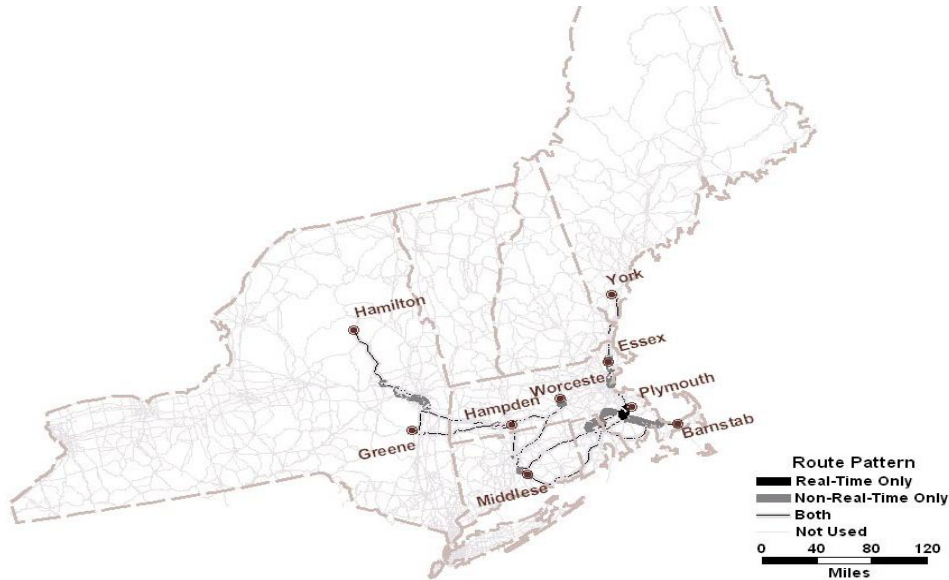 York
Hamilton
Essex
Worceste
Plymouth
Hampden
Barnstab
Greene
Middlese
Route Pattern
Real-Time Only
Non-Real-Time Only
Both
Not Used
0 40 80 120
Miles